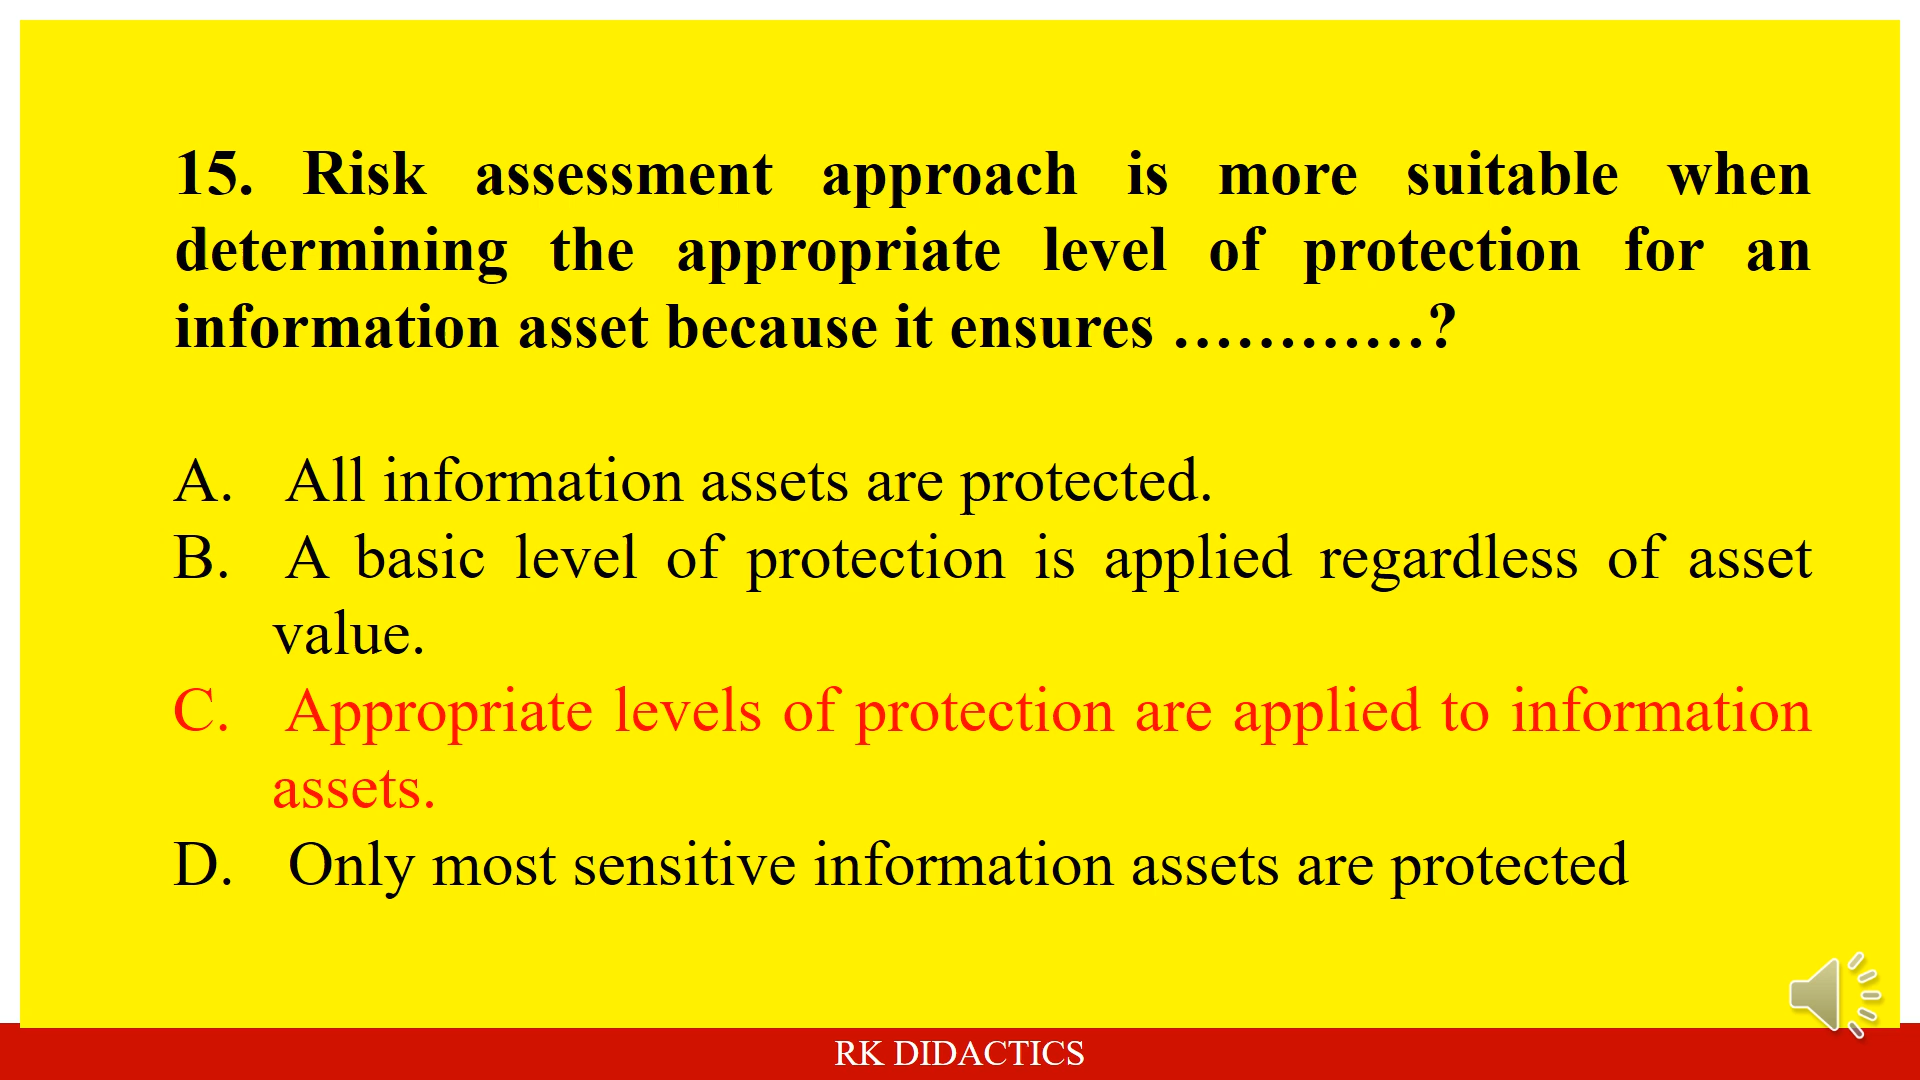 15. Risk assessment approach is more suitable when
determining the appropriate level of protection for an
information asset because it ensures …………?
A. All information assets are protected.
B. A basic level of protection is applied regardless of asset
value.
C. Appropriate levels of protection are applied to information
assets.
D. Only most sensitive information assets are protected
RK DIDACTICS